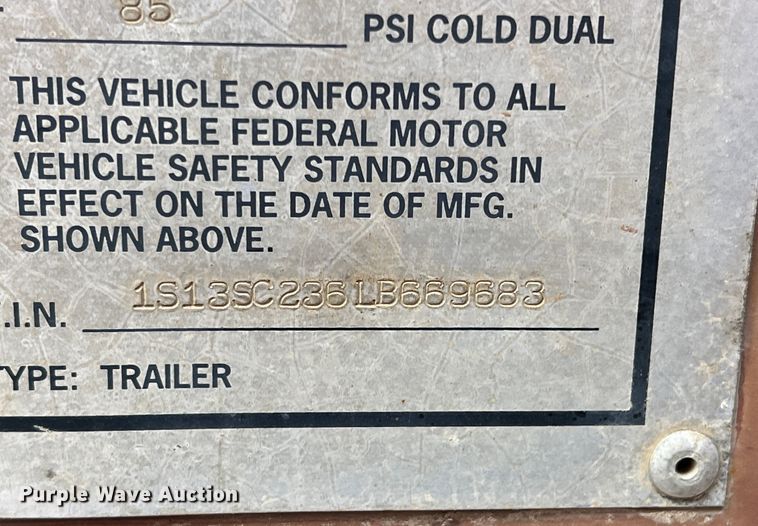 85 PSI COLD DUAL
THIS VEHICLE CONFORMS TO ALL
APPLICABLE FEDERAL MOTOR
VEHICLE SAFETY STANDARDS IN
EFFECT ON THE DATE OF MFG.
SHOWN ABOVE.
.I.N. 1S13SC236LB669683
YPE: TRAILER
Purple Wave Auction